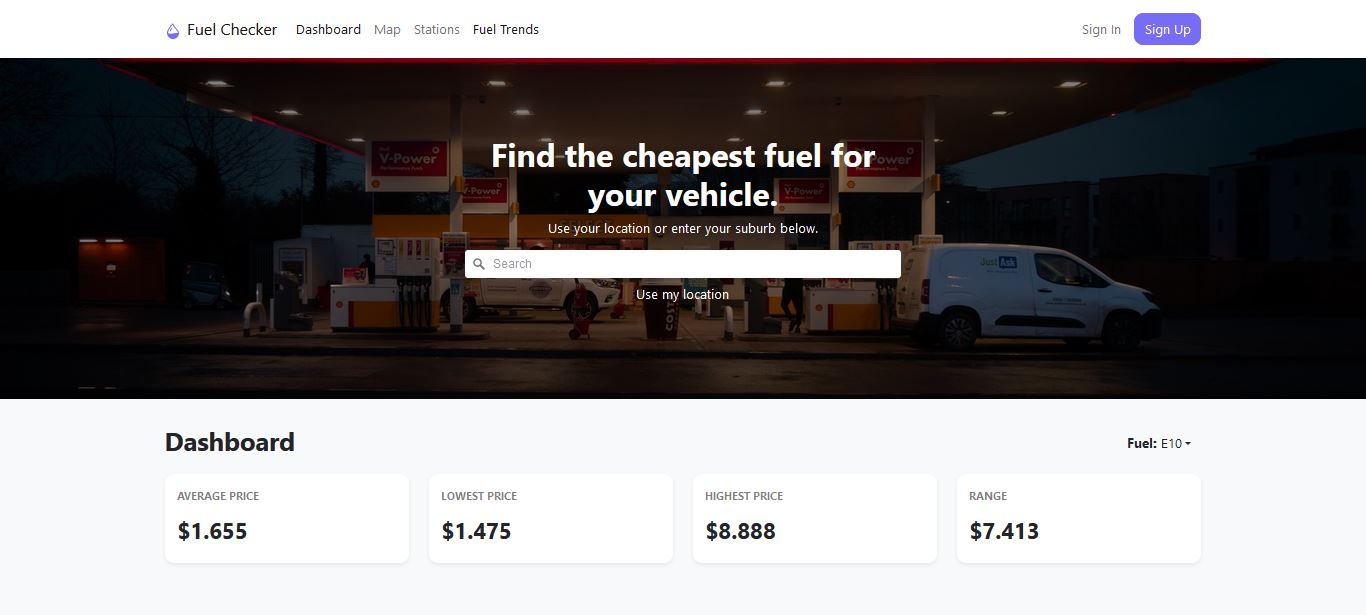 Fuel Checker Dashboard Map Stations Fuel Trends Sign In Sign Up
V-Power
V-Power
V-Power
V-Power
Find the cheapest fuel for
your vehicle.
Use your location or enter your suburb below.
Just Ask
Search
Use my location
COSTA
Dashboard
Fuel: E10
AVERAGE PRICE
$1.655
LOWEST PRICE
$1.475
HIGHEST PRICE
$8.888
RANGE
$7.413